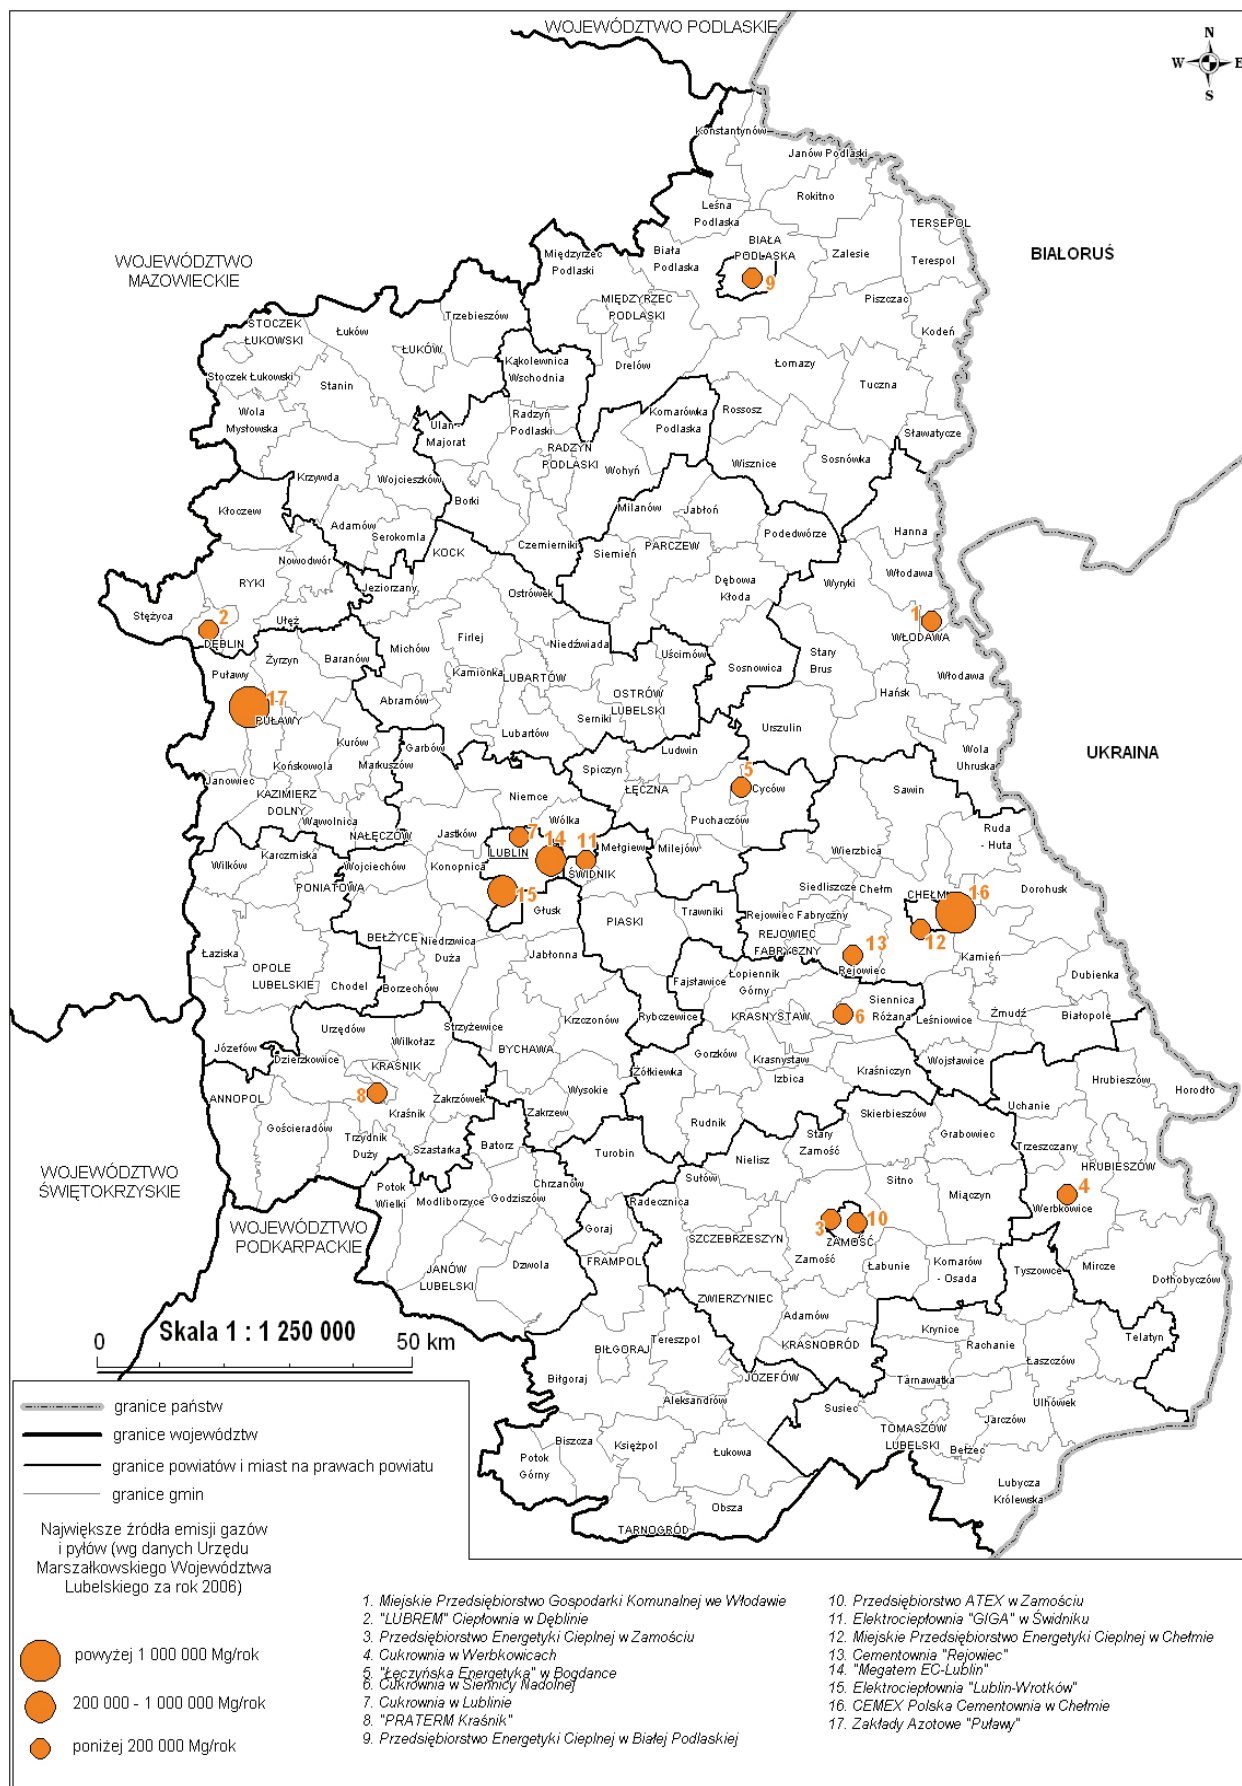 WOJEWÓDZTWO PODLASKIE
N
W
E
S
Konstantynów
Janów Podlaski
Rokitno
Leśna
Podlaska
TERSEPOL
BIAŁA
PODLASKA
Biała
Podlaska
Zalesie
Terespol
BIAŁORUŚ
WOJEWÓDZTWO
MAZOWIECKIE
Międzyrzec
Podlaski
9
Piszczac
MIĘDZYRZEC
PODLASKI
Trzebieszów
Kodeń
STOCZEK
ŁUKOWSKI
Łuków
ŁUKÓW
Kąkolewnica
Wschodnia
Drelów
Łomazy
Stoczek Łukowski
Stanin
Tuczna
Wola
Mysłowska
Ulan
Majorat
Radzyń
Podlaski
Komarówka
Podlaska
Rossosz
Sławatycze
RADZYŃ
PODLASKI
Wohyń
Wisznice
Sosnówka
Krzywda
Wojcieszków
Borki
Kłoczew
Milanów
Jabłoń
Adamów
Serokomla
Czemierniki
Siemień
PARCZEW
Podedwórze
Hanna
KOCK
Nowodwór
RYKI
Jeziorzany
Ostrówek
Dębowa
Kłoda
Wyryki
Włodawa
Stężyca
2
DĘBLIN
Ułęż
1
WŁODAWA
Firlej
Niedźwiada
Michów
Uścimów
Stary
Brus
Żyrzyn
Baranów
Puławy
Kamionka
LUBARTÓW
Sosnowica
Włodawa
17
PUŁAWY
Abramów
OSTRÓW
LUBELSKI
Hańsk
Serniki
Urszulin
Kurów
Garbów
Lubartów
Ludwin
Wola
Uhruska
UKRAINA
Końskowola
Markuszów
Spiczyn
5
Janowiec
ŁĘCZNA
Cyców
KAZIMIERZ
DOLNY
Niemce
Sawin
Wąwolnica
NAŁĘCZÓW
Jastków
Wólka
Puchaczów
Ruda
- Huta
7
LUBLIN
14
11
Mełgiew
Milejów
Wierzbica
Karczmiska
Wilków
Wojciechów
Konopnica
ŚWIDNIK
PONIATOWA
15
Siedliszcze
Chełm
CHEŁM
16
Dorohusk
Głusk
PIASKI
Trawniki
Rejowiec Fabryczny
REJOWIEC
FABRYCZNY
13
12
BEŁŻYCE
Niedrzwica
Duża
Jabłonna
Kamień
Łaziska
OPOLE
LUBELSKIE
Chodel
Borzechów
Rejowiec
Dubienka
Fajsławice
Łopiennik
Górny
Siennica
Różana
KRASNYSTAW
6
Leśniowice
Żmudź
Białopole
Urzędów
Strzyżewice
Krzczonów
Rybczewice
Wilkołaz
Józefów
Dzierzkowice
KRAŚNIK
BYCHAWA
Gorzków
Krasnystaw
Wojsławice
Żółkiewka
Izbica
Kraśniczyn
ANNOPOL
8
Zakrzówek
Wysokie
Hrubieszów
Horodło
Kraśnik
Zakrzew
Skierbieszów
Uchanie
Gościeradów
Rudnik
Trzydnik
Duży
Szastarka
Batorz
Stary
Zamość
Grabowiec
Trzeszczany
Turobin
Nielisz
HRUBIESZÓW
WOJEWÓDZTWO
ŚWIĘTOKRZYSKIE
Potok
Wielki
Modliborzyce
Godziszów
Chrzanów
Sułów
Sitno
Radecznica
Miączyn
4
Werbkowice
WOJEWÓDZTWO
PODKARPACKIE
Goraj
SZCZEBRZESZYN
3
10
ZAMOŚĆ
JANÓW
LUBELSKI
Dzwola
FRAMPOL
Zamość
Łabunie
Komarów
- Osada
Tyszowce
Mircze
Dołhobyczów
ZWIERZYNIEC
Adamów
0
Skala 1 : 1 250 000
50 km
KRASNOBRÓD
Krynice
Rachanie
Telatyn
Tereszpol
BIŁGORAJ
Łaszczów
Biłgoraj
JÓZEFÓW
Tarnawatka
Ulhówek
Aleksandrów
Susiec
Jarczów
TOMASZÓW
LUBELSKI
Bełżec
Biszcza
Księżpol
Łukowa
Potok
Górny
Lubycza
Królewska
Obsza
TARNOGRÓD
granice państw
granice województw
granice powiatów i miast na prawach powiatu
granice gmin
Największe źródła emisji gazów
i pyłów (wg danych Urzędu
Marszałkowskiego Województwa
Lubelskiego za rok 2006)
powyżej 1 000 000 Mg/rok
200 000 - 1 000 000 Mg/rok
poniżej 200 000 Mg/rok
1. Miejskie Przedsiębiorstwo Gospodarki Komunalnej we Włodawie
2. "LUBREM" Ciepłownia w Dęblinie
3. Przedsiębiorstwo Energetyki Cieplnej w Zamościu
4. Cukrownia w Werbkowicach
5. "Łęczyńska Energetyka" w Bogdance
6. Cukrownia w Siennicy Nadolnej
7. Cukrownia w Lublinie
8. "PRATERM Kraśnik"
9. Przedsiębiorstwo Energetyki Cieplnej w Białej Podlaskiej
10. Przedsiębiorstwo ATEX w Zamościu
11. Elektrociepłownia "GIGA" w Świdniku
12. Miejskie Przedsiębiorstwo Energetyki Cieplnej w Chełmie
13. Cementownia "Rejowiec"
14. "Megatem EC-Lublin"
15. Elektrociepłownia "Lublin-Wrotków"
16. CEMEX Polska Cementownia w Chełmie
17. Zakłady Azotowe "Puławy"